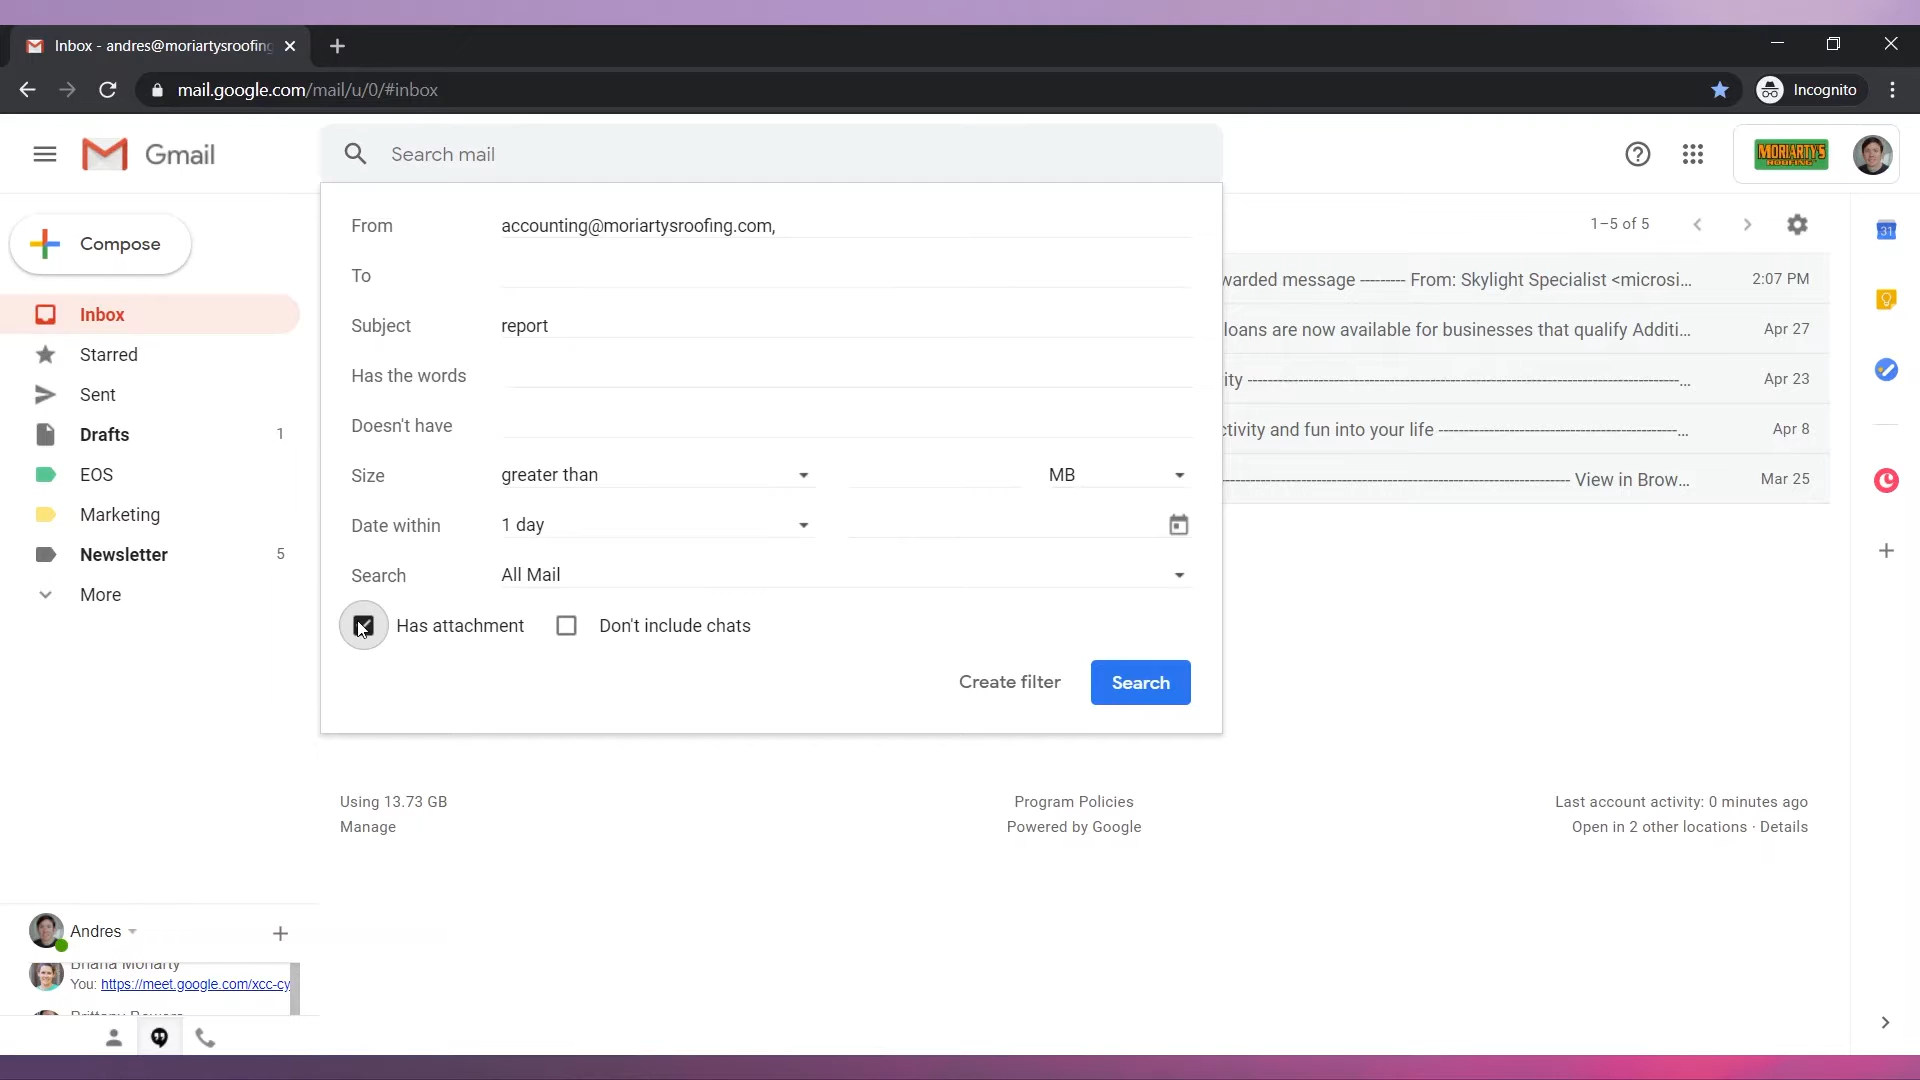 Inbox - andres@moriartysroofing
mail.google.com/mail/u/0/#inbox
Incognito
Gmail
Search mail
MORIARTY'S
ROOFING
Compose
Inbox
Starred
Sent
Drafts 1
EOS
Marketing
Newsletter 5
More
From accounting@moriartysroofing.com,
To
Subject report
Has the words
Doesn't have
Size greater than MB
Date within 1 day
Search All Mail
Has attachment Don't include chats
Create filter Search
1–5 of 5
warded message --------- From: Skylight Specialist <microsi... 2:07 PM
loans are now available for businesses that qualify Additi... Apr 27
ity ---------------------------------------------------------------------------------... Apr 23
ctivity and fun into your life ----------------------------------------------... Apr 8
---------------------------------------------------------------- View in Brow... Mar 25
31
Using 13.73 GB
Manage
Program Policies
Powered by Google
Last account activity: 0 minutes ago
Open in 2 other locations · Details
Andres
Briana Moriarty
You: https://meet.google.com/xcc-cy